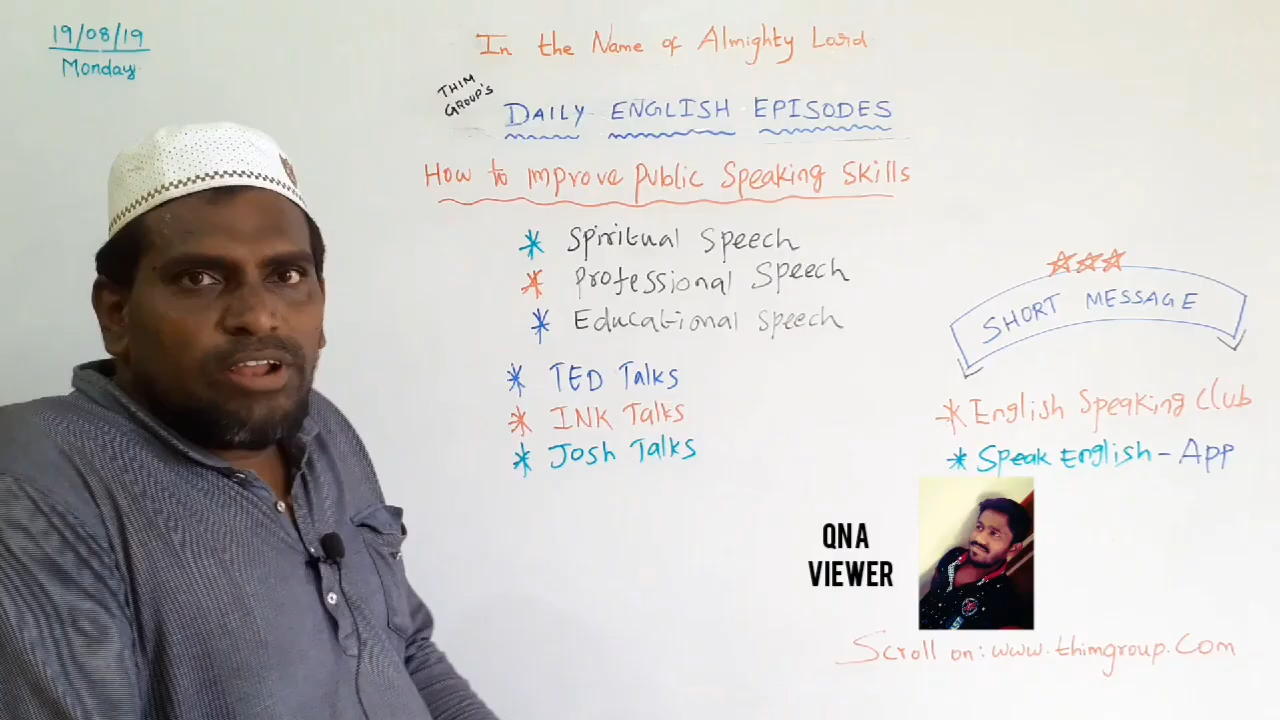 19/08/19
Monday
In the Name of Almighty Lord
THIM
GROUP'S
DAILY ENGLISH EPISODES
How to Improve Public Speaking Skills
* Spiritual Speech
* Professional Speech
* Educational Speech
* TED Talks
* INK Talks
* Josh Talks
SHORT MESSAGE
* English Speaking Club
* Speak English - App
QNA
VIEWER
Scroll on: www.thimgroup.com